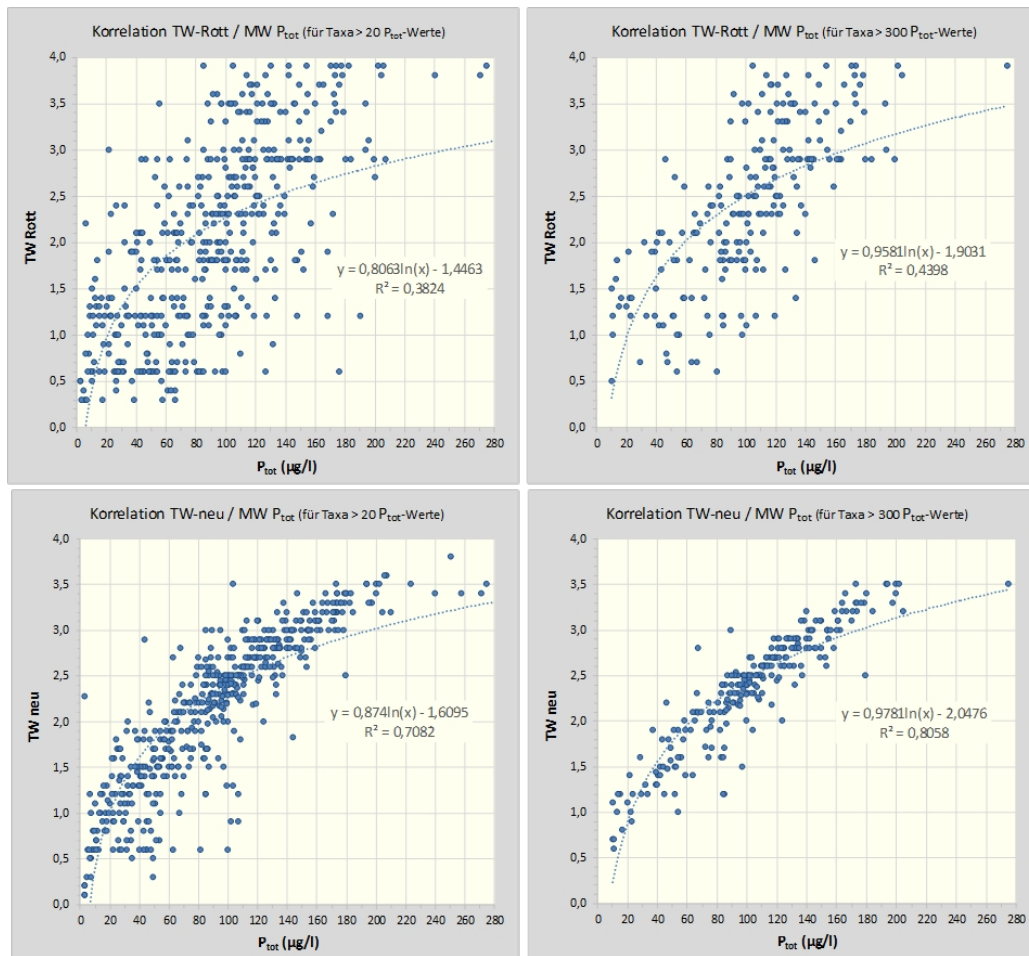 Korrelation TW-Rott / MW Ptot (für Taxa > 20 Ptot-Werte)
4,0
3,5
3,0
2,5
2,0
1,5
1,0
0,5
0,0
TW Rott
y = 0,8063ln(x) - 1,4463
R² = 0,3824
0 20 40 60 80 100 120 140 160 180 200 220 240 260 280
Ptot (µg/l)
Korrelation TW-Rott / MW Ptot (für Taxa > 300 Ptot-Werte)
4,0
3,5
3,0
2,5
2,0
1,5
1,0
0,5
0,0
TW Rott
y = 0,9581ln(x) - 1,9031
R² = 0,4398
0 20 40 60 80 100 120 140 160 180 200 220 240 260 280
Ptot (µg/l)
Korrelation TW-neu / MW Ptot (für Taxa > 20 Ptot-Werte)
4,0
3,5
3,0
2,5
2,0
1,5
1,0
0,5
0,0
TW neu
y = 0,874ln(x) - 1,6095
R² = 0,7082
0 20 40 60 80 100 120 140 160 180 200 220 240 260 280
Ptot (µg/l)
Korrelation TW-neu / MW Ptot (für Taxa > 300 Ptot-Werte)
4,0
3,5
3,0
2,5
2,0
1,5
1,0
0,5
0,0
TW neu
y = 0,9781ln(x) - 2,0476
R² = 0,8058
0 20 40 60 80 100 120 140 160 180 200 220 240 260 280
Ptot (µg/l)